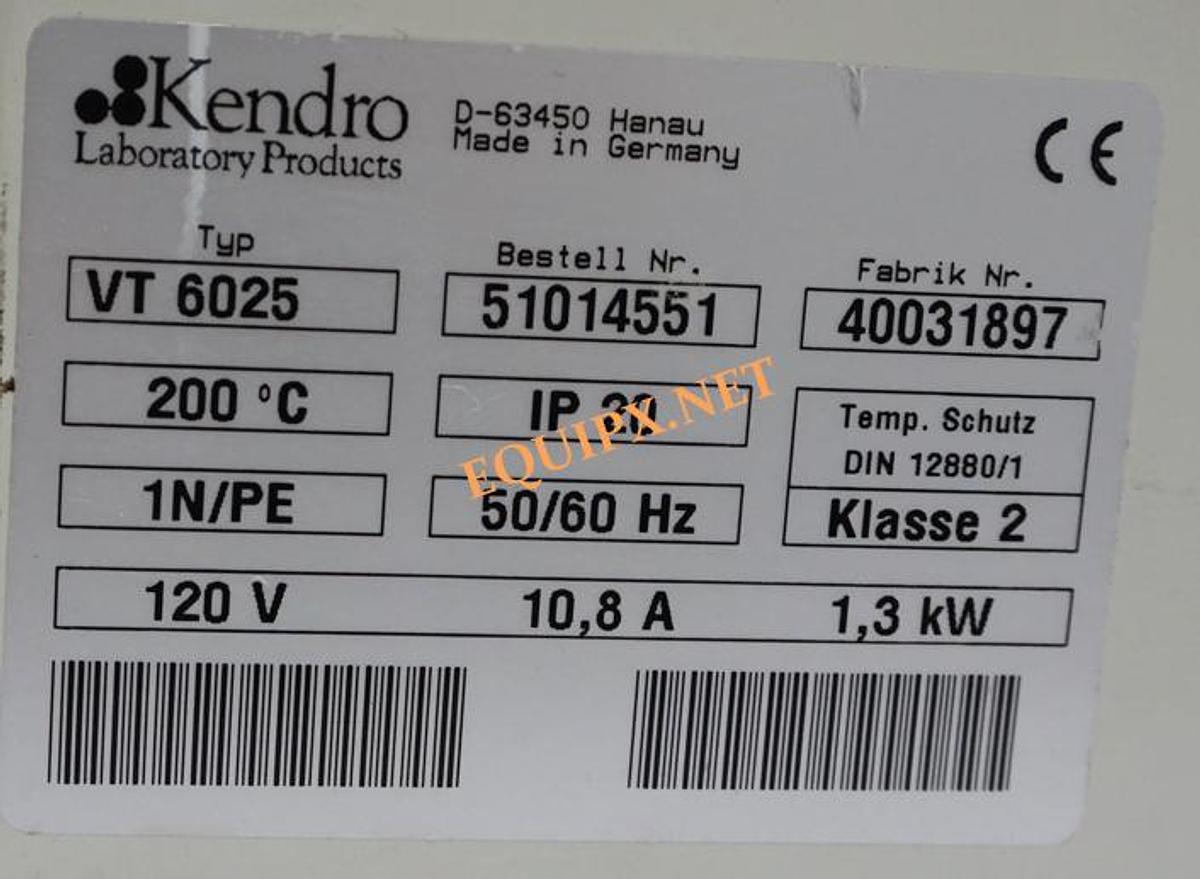 Kendro
Laboratory Products
D-63450 Hanau
Made in Germany
CE
Typ
Bestell Nr.
Fabrik Nr.
VT 6025
51014551
40031897
200 °C
IP 20
Temp. Schutz
DIN 12880/1
1N/PE
50/60 Hz
Klasse 2
120 V 10,8 A 1,3 kW
EQUIPX.NET